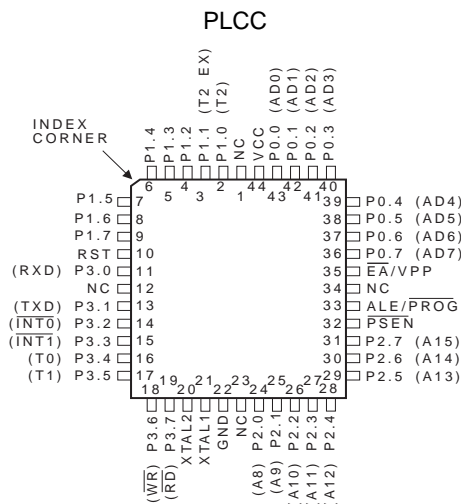 PLCC
INDEX
CORNER
P1.4
P1.3
P1.2
P1.1 (T2 EX)
P1.0 (T2)
NC
VCC
P0.0 (AD0)
P0.1 (AD1)
P0.2 (AD2)
P0.3 (AD3)
6
5
4
3
2
1
44
43
42
41
40
P1.5 7
P1.6 8
P1.7 9
RST 10
(RXD) P3.0 11
NC 12
(TXD) P3.1 13
(INT0) P3.2 14
(INT1) P3.3 15
(T0) P3.4 16
(T1) P3.5 17
39 P0.4 (AD4)
38 P0.5 (AD5)
37 P0.6 (AD6)
36 P0.7 (AD7)
35 EA/VPP
34 NC
33 ALE/PROG
32 PSEN
31 P2.7 (A15)
30 P2.6 (A14)
29 P2.5 (A13)
18
19
20
21
22
23
24
25
26
27
28
(WR) P3.6
(RD) P3.7
XTAL2
XTAL1
GND
NC
(A8) P2.0
(A9) P2.1
(A10) P2.2
(A11) P2.3
(A12) P2.4